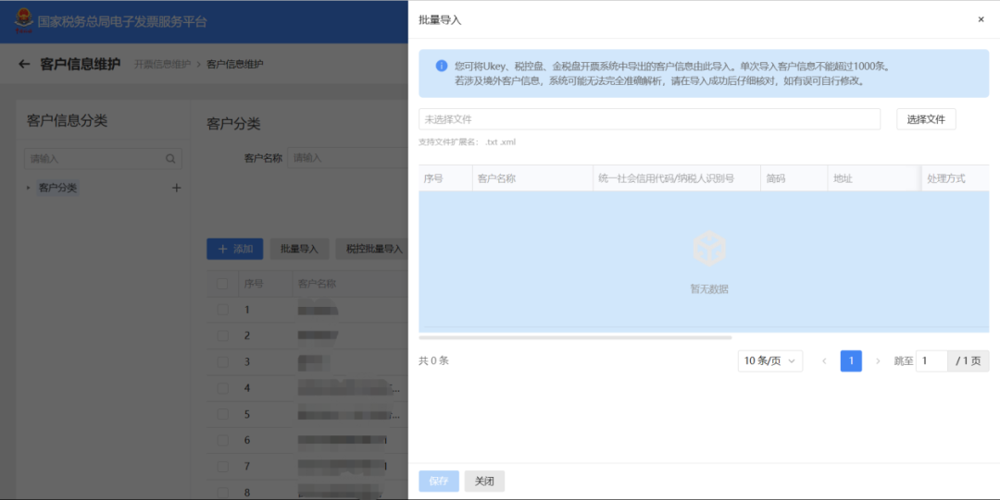 国家税务总局电子发票服务平台
客户信息维护
开票信息维护 > 客户信息维护
客户信息分类
请输入
客户分类
客户分类
客户名称
请输入
添加
批量导入
税控批量导入
序号
客户名称
1
2
3
4
...
5
...
6
7
8
批量导入
您可将Ukey、税控盘、金税盘开票系统中导出的客户信息由此导入。单次导入客户信息不能超过1000条。
若涉及境外客户信息，系统可能无法完全准确解析，请在导入成功后仔细核对，如有误可自行修改。
未选择文件
选择文件
支持文件扩展名： .txt .xml
序号
客户名称
统一社会信用代码/纳税人识别号
简码
地址
处理方式
暂无数据
共 0 条
10 条/页
1
跳至
1
/ 1 页
保存
关闭